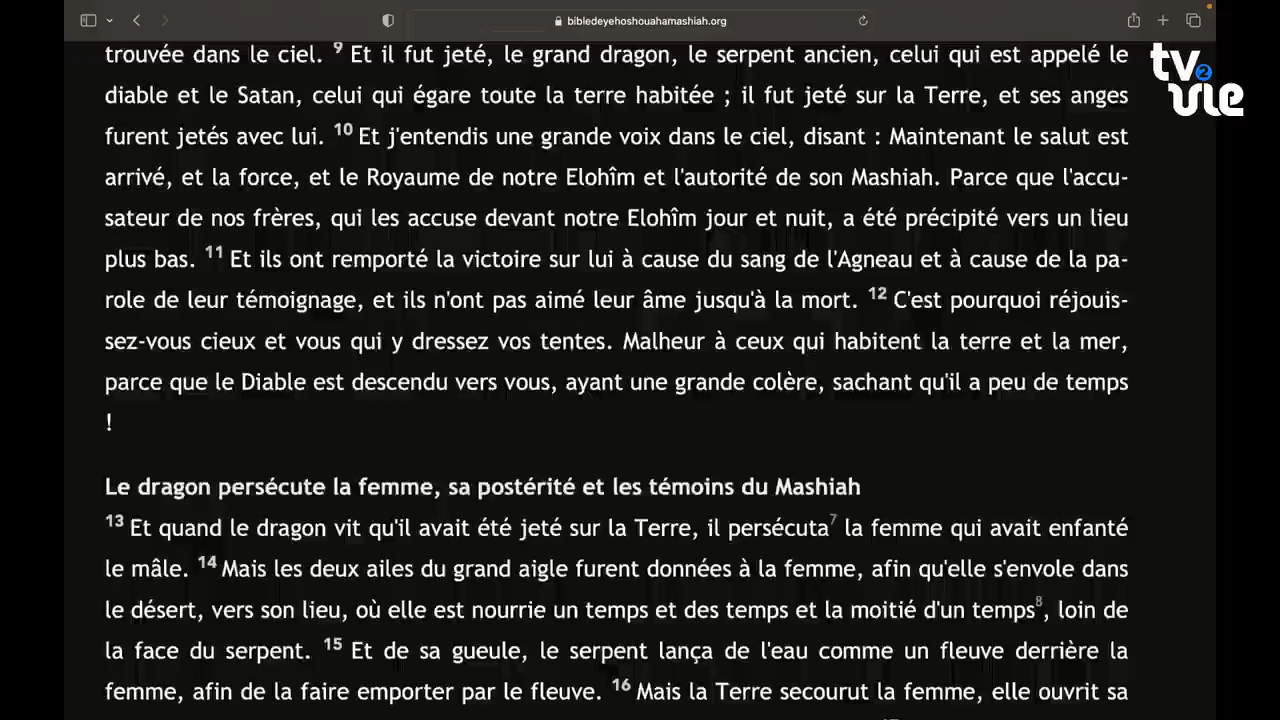 bibledeyehoshouahamashiah.org
tv2vie
trouvée dans le ciel. 9 Et il fut jeté, le grand dragon, le serpent ancien, celui qui est appelé le
diable et le Satan, celui qui égare toute la terre habitée ; il fut jeté sur la Terre, et ses anges
furent jetés avec lui. 10 Et j'entendis une grande voix dans le ciel, disant : Maintenant le salut est
arrivé, et la force, et le Royaume de notre Elohîm et l'autorité de son Mashiah. Parce que l'accu-
sateur de nos frères, qui les accuse devant notre Elohîm jour et nuit, a été précipité vers un lieu
plus bas. 11 Et ils ont remporté la victoire sur lui à cause du sang de l'Agneau et à cause de la pa-
role de leur témoignage, et ils n'ont pas aimé leur âme jusqu'à la mort. 12 C'est pourquoi réjouis-
sez-vous cieux et vous qui y dressez vos tentes. Malheur à ceux qui habitent la terre et la mer,
parce que le Diable est descendu vers vous, ayant une grande colère, sachant qu'il a peu de temps
!
Le dragon persécute la femme, sa postérité et les témoins du Mashiah
13 Et quand le dragon vit qu'il avait été jeté sur la Terre, il persécuta7 la femme qui avait enfanté
le mâle. 14 Mais les deux ailes du grand aigle furent données à la femme, afin qu'elle s'envole dans
le désert, vers son lieu, où elle est nourrie un temps et des temps et la moitié d'un temps8, loin de
la face du serpent. 15 Et de sa gueule, le serpent lança de l'eau comme un fleuve derrière la
femme, afin de la faire emporter par le fleuve. 16 Mais la Terre secourut la femme, elle ouvrit sa